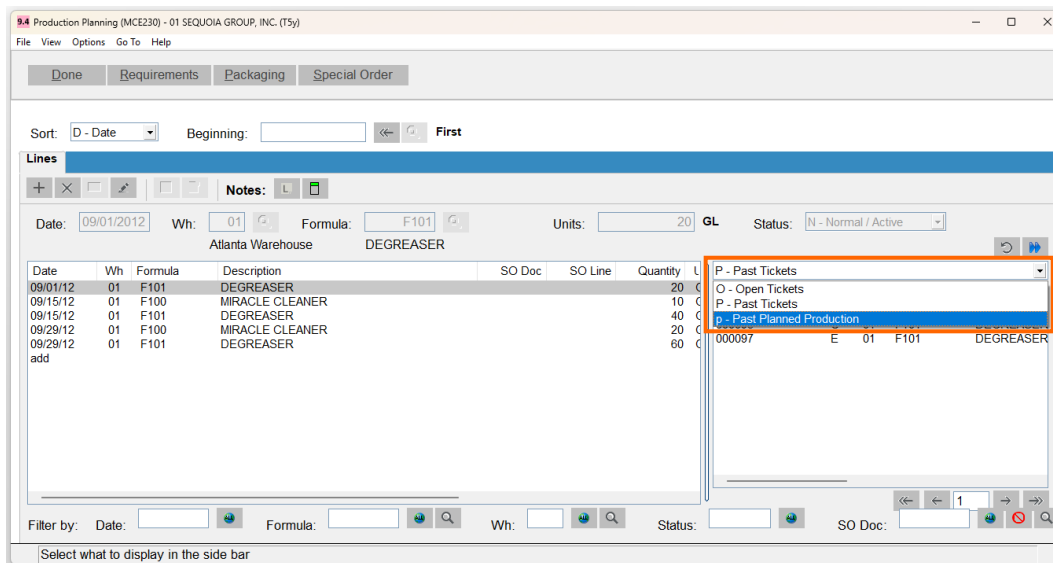 9.4 Production Planning (MCE230) - 01 SEQUOIA GROUP, INC. (T5y)
File View Options Go To Help
Done Requirements Packaging Special Order
Sort: D - Date Beginning: First
Lines
Notes: L
Date: 09/01/2012 Wh: 01 Formula: F101 Units: 20 GL Status: N - Normal / Active
Atlanta Warehouse DEGREASER
Date Wh Formula Description SO Doc SO Line Quantity
09/01/12 01 F101 DEGREASER 20
09/15/12 01 F100 MIRACLE CLEANER 10
09/15/12 01 F101 DEGREASER 40
09/29/12 01 F100 MIRACLE CLEANER 20
09/29/12 01 F101 DEGREASER 60
add
P - Past Tickets
O - Open Tickets
P - Past Tickets
p - Past Planned Production
000097 E 01 F101 DEGREASER
1
Filter by: Date: Formula: Wh: Status: SO Doc:
Select what to display in the side bar